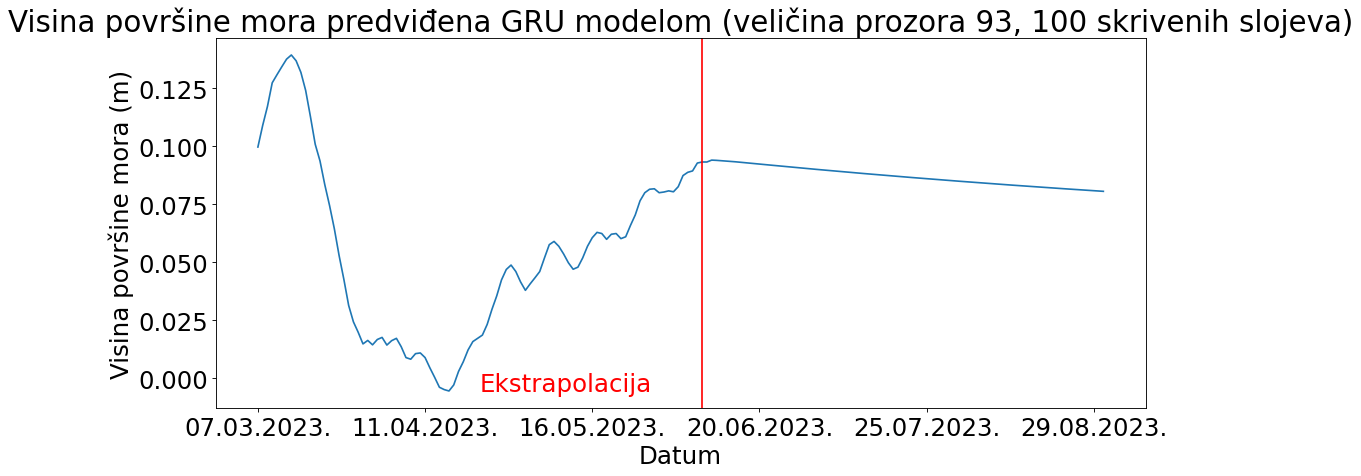 Visina površine mora predviđena GRU modelom (veličina prozora 93, 100 skrivenih slojeva)
Visina površine mora (m)
0.125
0.100
0.075
0.050
0.025
0.000
Ekstrapolacija
07.03.2023. 11.04.2023. 16.05.2023. 20.06.2023. 25.07.2023. 29.08.2023.
Datum